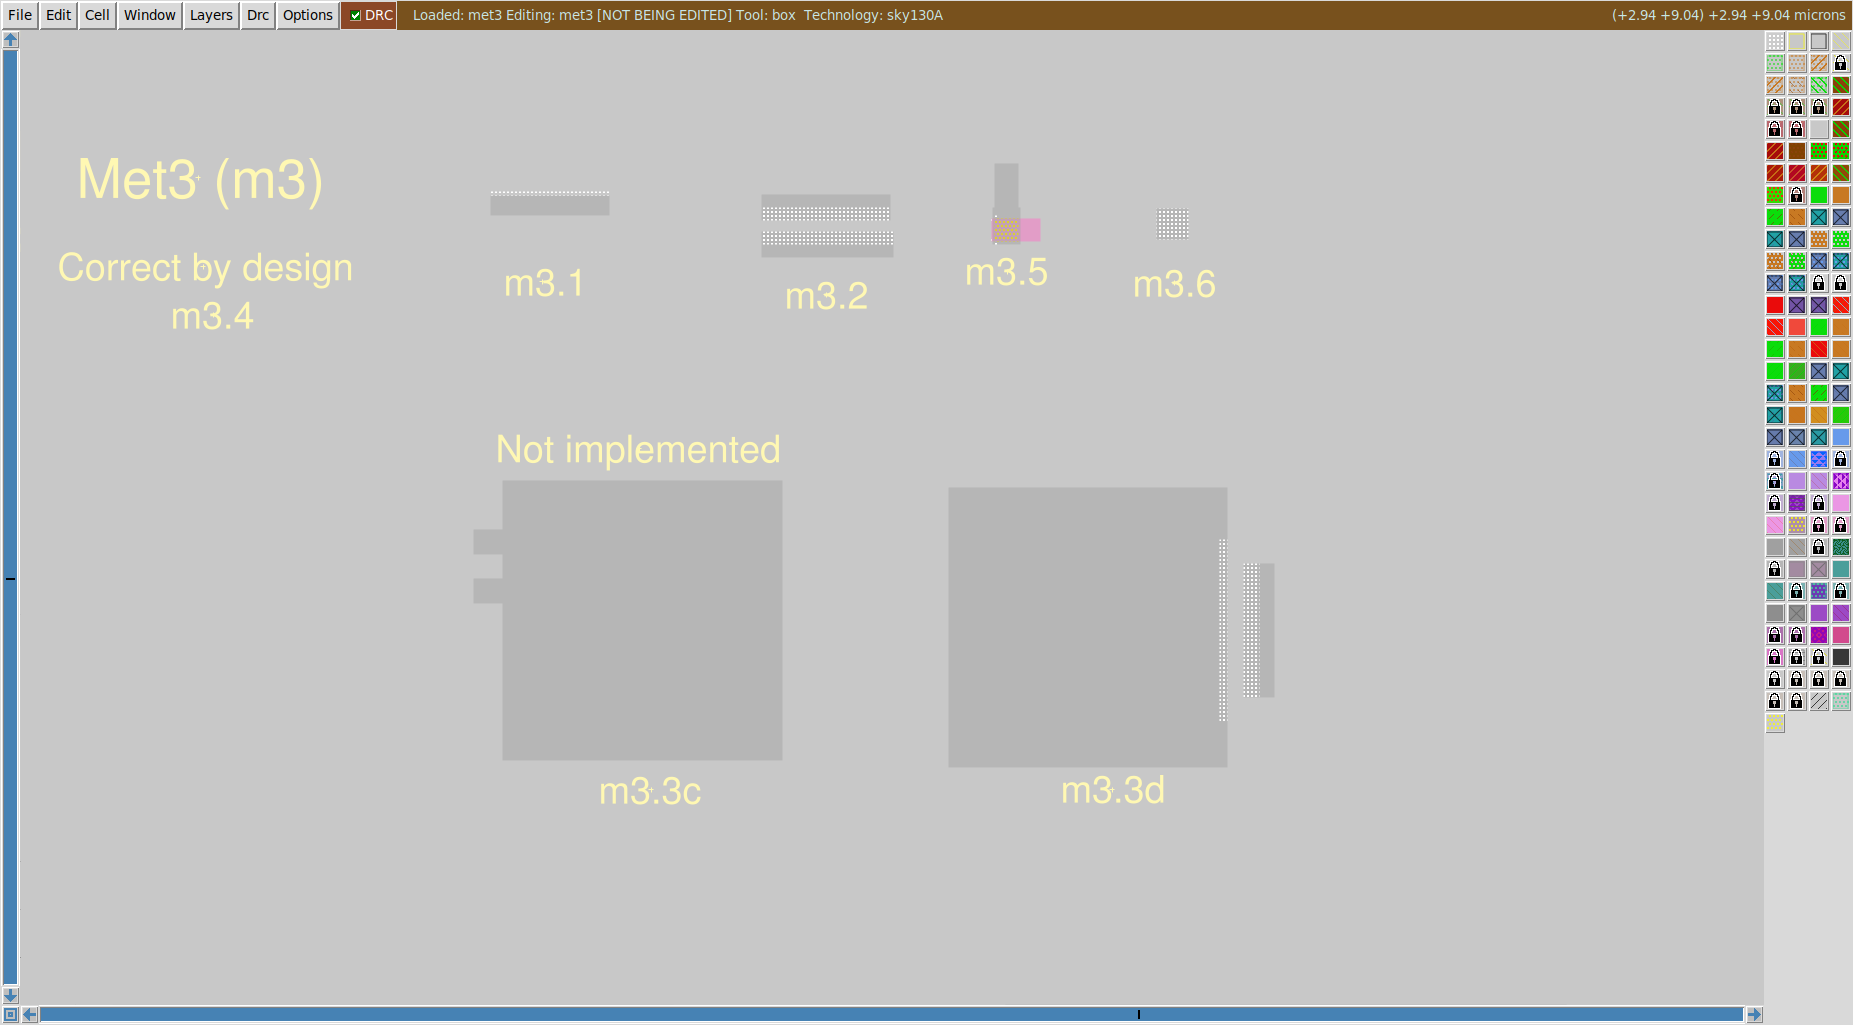 File Edit Cell Window Layers Drc Options DRC Loaded: met3 Editing: met3 [NOT BEING EDITED] Tool: box Technology: sky130A (+2.94 +9.04) +2.94 +9.04 microns
Met3 (m3)
Correct by design
m3.4
m3.1
m3.2
m3.5
m3.6
Not implemented
m3.3c
m3.3d